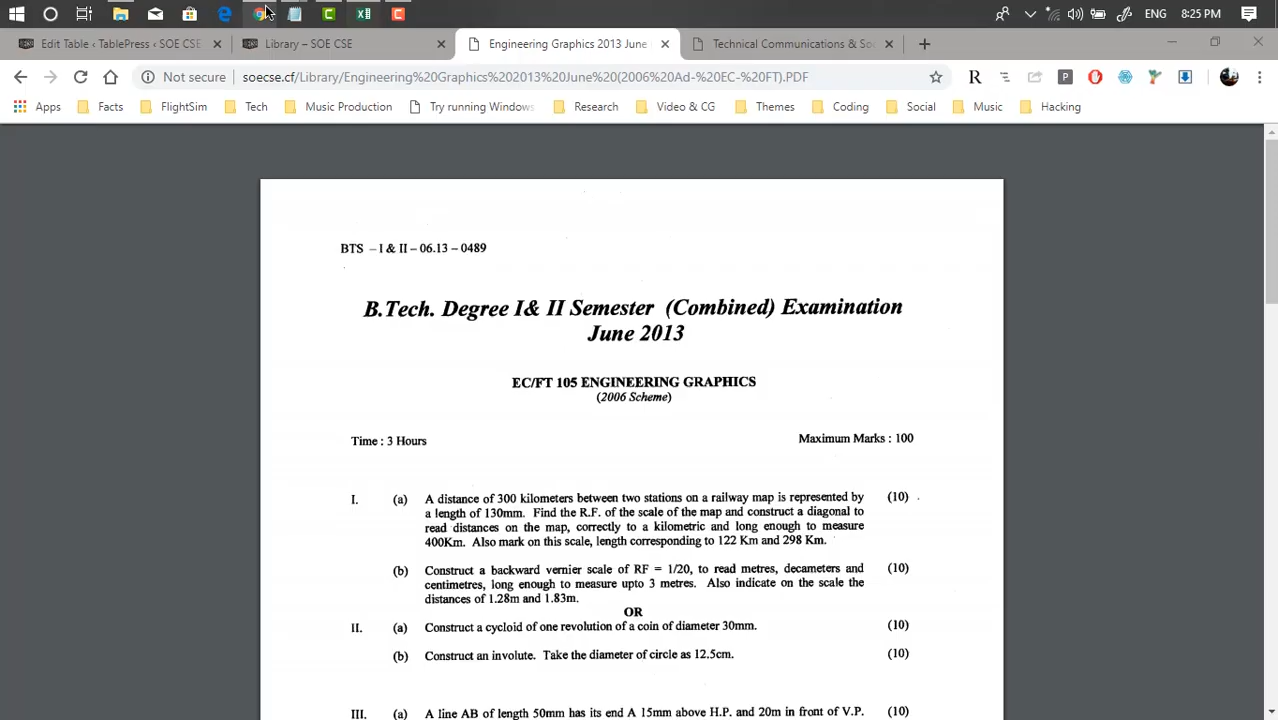 ENG 8:25 PM
Edit Table ‹ TablePress ‹ SOE CSE
Library – SOE CSE
Engineering Graphics 2013 June
Technical Communications & So
Not secure soecse.cf/Library/Engineering%20Graphics%202013%20June%20(2006%20Ad-%20EC-%20FT).PDF
Apps Facts FlightSim Tech Music Production Try running Windows Research Video & CG Themes Coding Social Music Hacking
BTS – I & II – 06.13 – 0489
B.Tech. Degree I& II Semester (Combined) Examination
June 2013
EC/FT 105 ENGINEERING GRAPHICS
(2006 Scheme)
Time : 3 Hours Maximum Marks : 100
I. (a) A distance of 300 kilometers between two stations on a railway map is represented by (10)
a length of 130mm. Find the R.F. of the scale of the map and construct a diagonal to
read distances on the map, correctly to a kilometric and long enough to measure
400Km. Also mark on this scale, length corresponding to 122 Km and 298 Km.
(b) Construct a backward vernier scale of RF = 1/20, to read metres, decameters and (10)
centimetres, long enough to measure upto 3 metres. Also indicate on the scale the
distances of 1.28m and 1.83m.
OR
II. (a) Construct a cycloid of one revolution of a coin of diameter 30mm. (10)
(b) Construct an involute. Take the diameter of circle as 12.5cm. (10)
III. (a) A line AB of length 50mm has its end A 15mm above H.P. and 20m in front of V.P. (10)